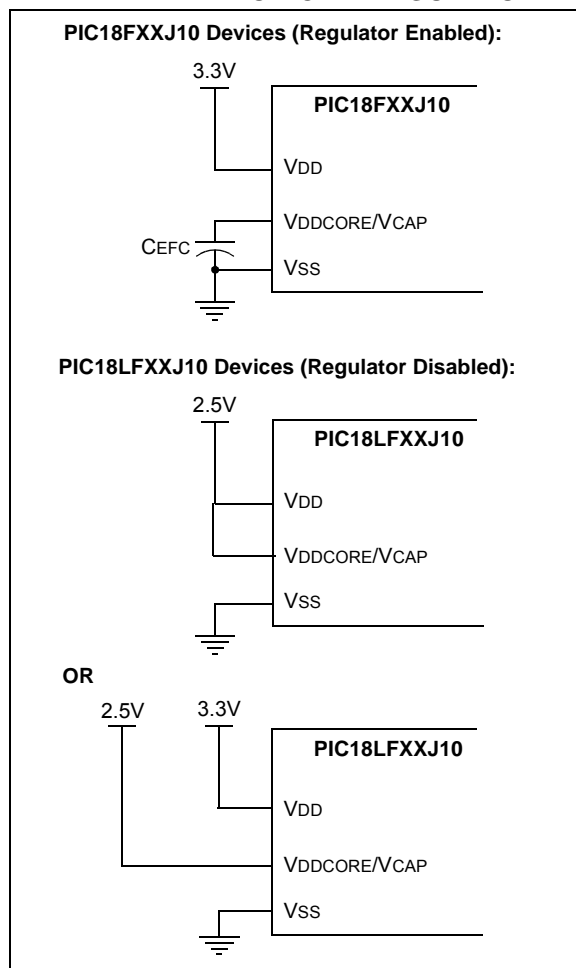 PIC18FXXJ10 Devices (Regulator Enabled):
3.3V
PIC18FXXJ10
VDD
VDDCORE/VCAP
CEFC
VSS
PIC18LFXXJ10 Devices (Regulator Disabled):
2.5V
PIC18LFXXJ10
VDD
VDDCORE/VCAP
VSS
OR
2.5V 3.3V
PIC18LFXXJ10
VDD
VDDCORE/VCAP
VSS